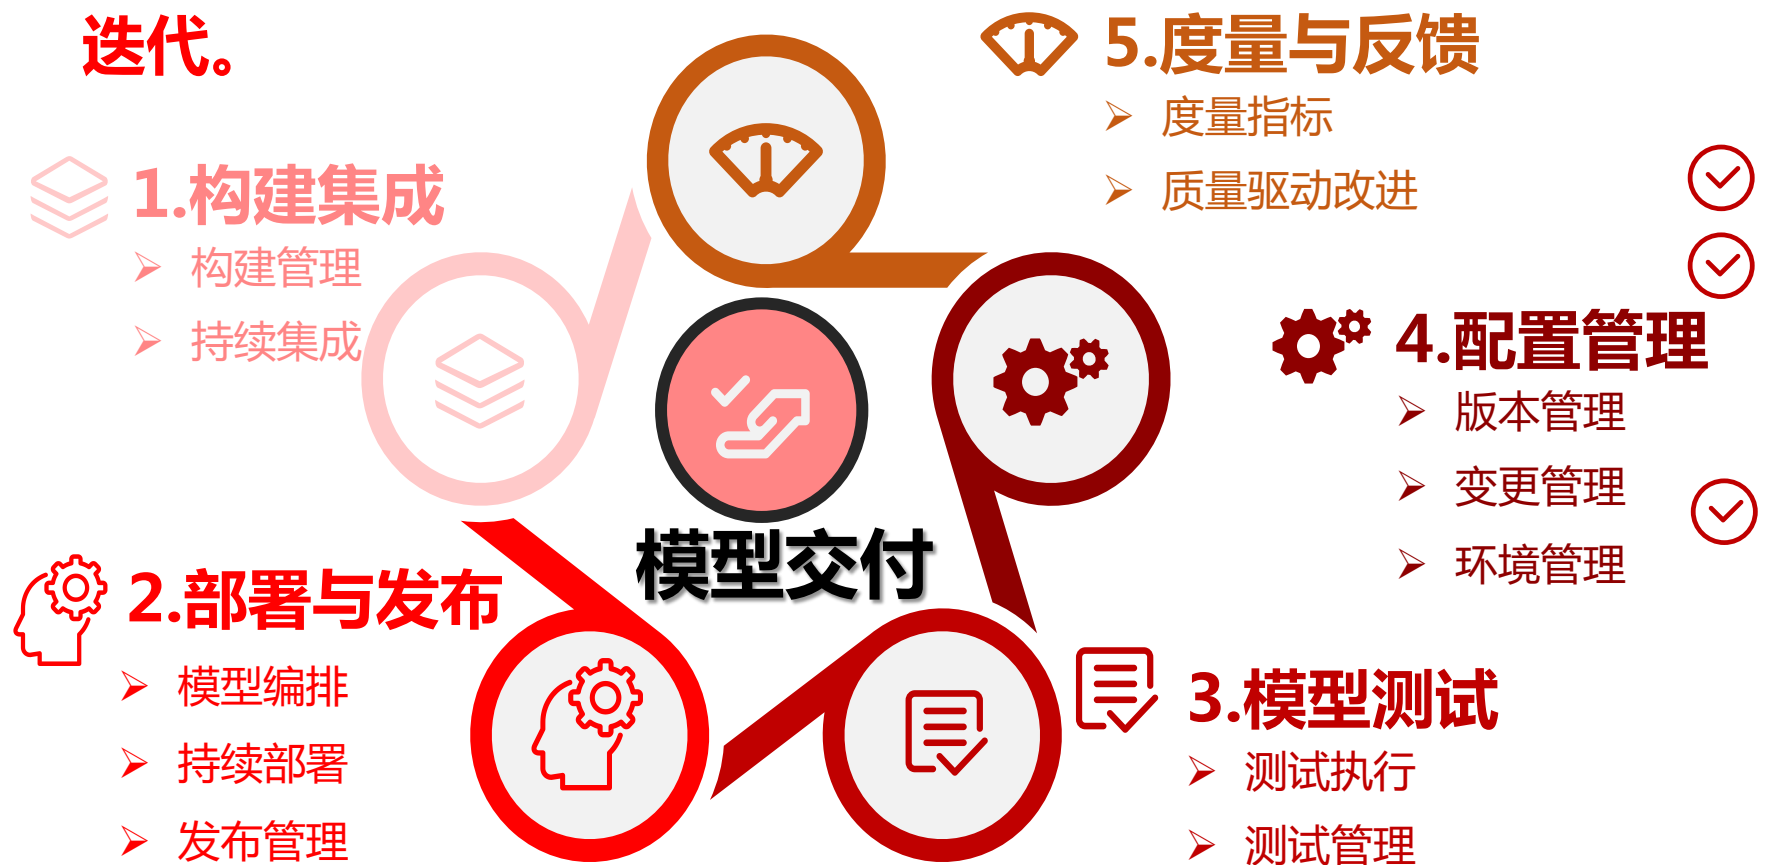 迭代。
1.构建集成
构建管理
持续集成
2.部署与发布
模型编排
持续部署
发布管理
模型交付
5.度量与反馈
度量指标
质量驱动改进
4.配置管理
版本管理
变更管理
环境管理
3.模型测试
测试执行
测试管理